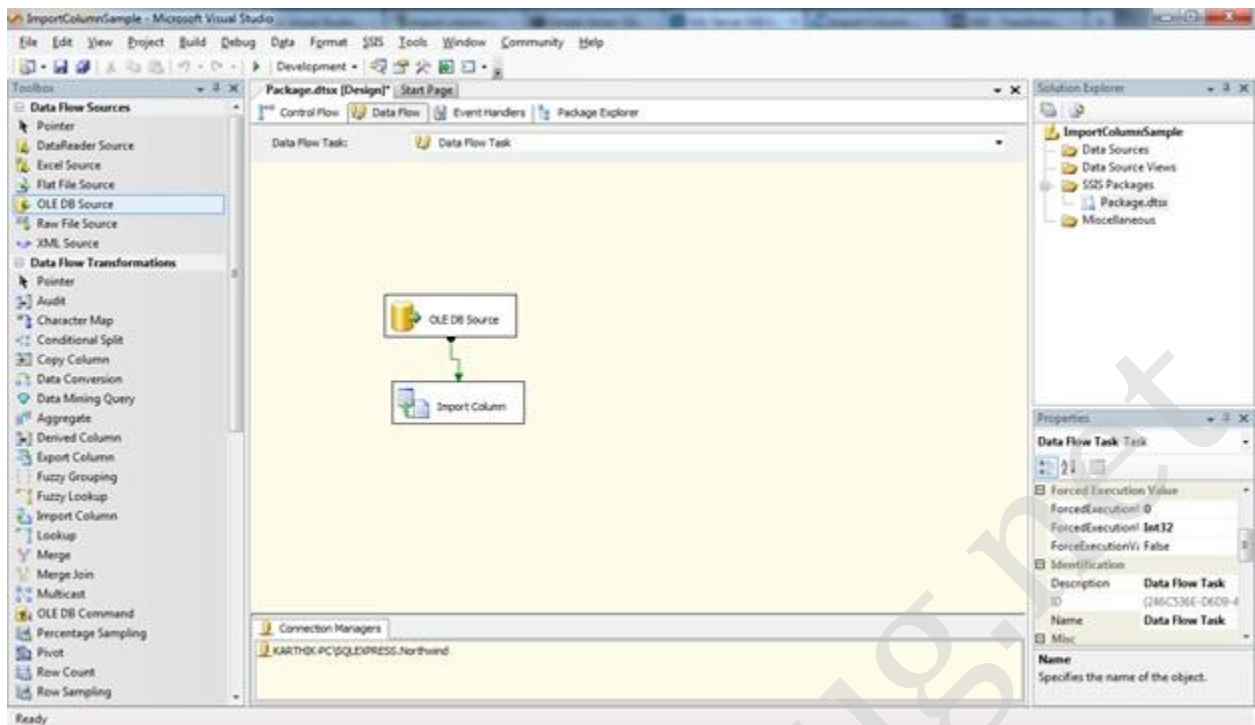 ImportColumnSample - Microsoft Visual Studio
File Edit View Project Build Debug Data Format SSIS Tools Window Community Help
Development
Toolbox
Data Flow Sources
Pointer
DataReader Source
Excel Source
Flat File Source
OLE DB Source
Raw File Source
XML Source
Data Flow Transformations
Pointer
Audit
Character Map
Conditional Split
Copy Column
Data Conversion
Data Mining Query
Aggregate
Derived Column
Export Column
Fuzzy Grouping
Fuzzy Lookup
Import Column
Lookup
Merge
Merge Join
Multicast
OLE DB Command
Percentage Sampling
Pivot
Row Count
Row Sampling
Package.dtsx [Design]* Start Page
Control Flow Data Flow Event Handlers Package Explorer
Data Flow Task: Data Flow Task
OLE DB Source
Import Column
Connection Managers
KARTHIK-PC\SQLEXPRESS.Northwind
Solution Explorer
ImportColumnSample
Data Sources
Data Source Views
SSIS Packages
Package.dtsx
Miscellaneous
Properties
Data Flow Task Task
Forced Execution Value
ForcedExecution 0
ForcedExecution Int32
ForceExecutionV False
Identification
Description Data Flow Task
ID {246C536E-D6D9-4
Name Data Flow Task
Misc
Name
Specifies the name of the object.
Ready